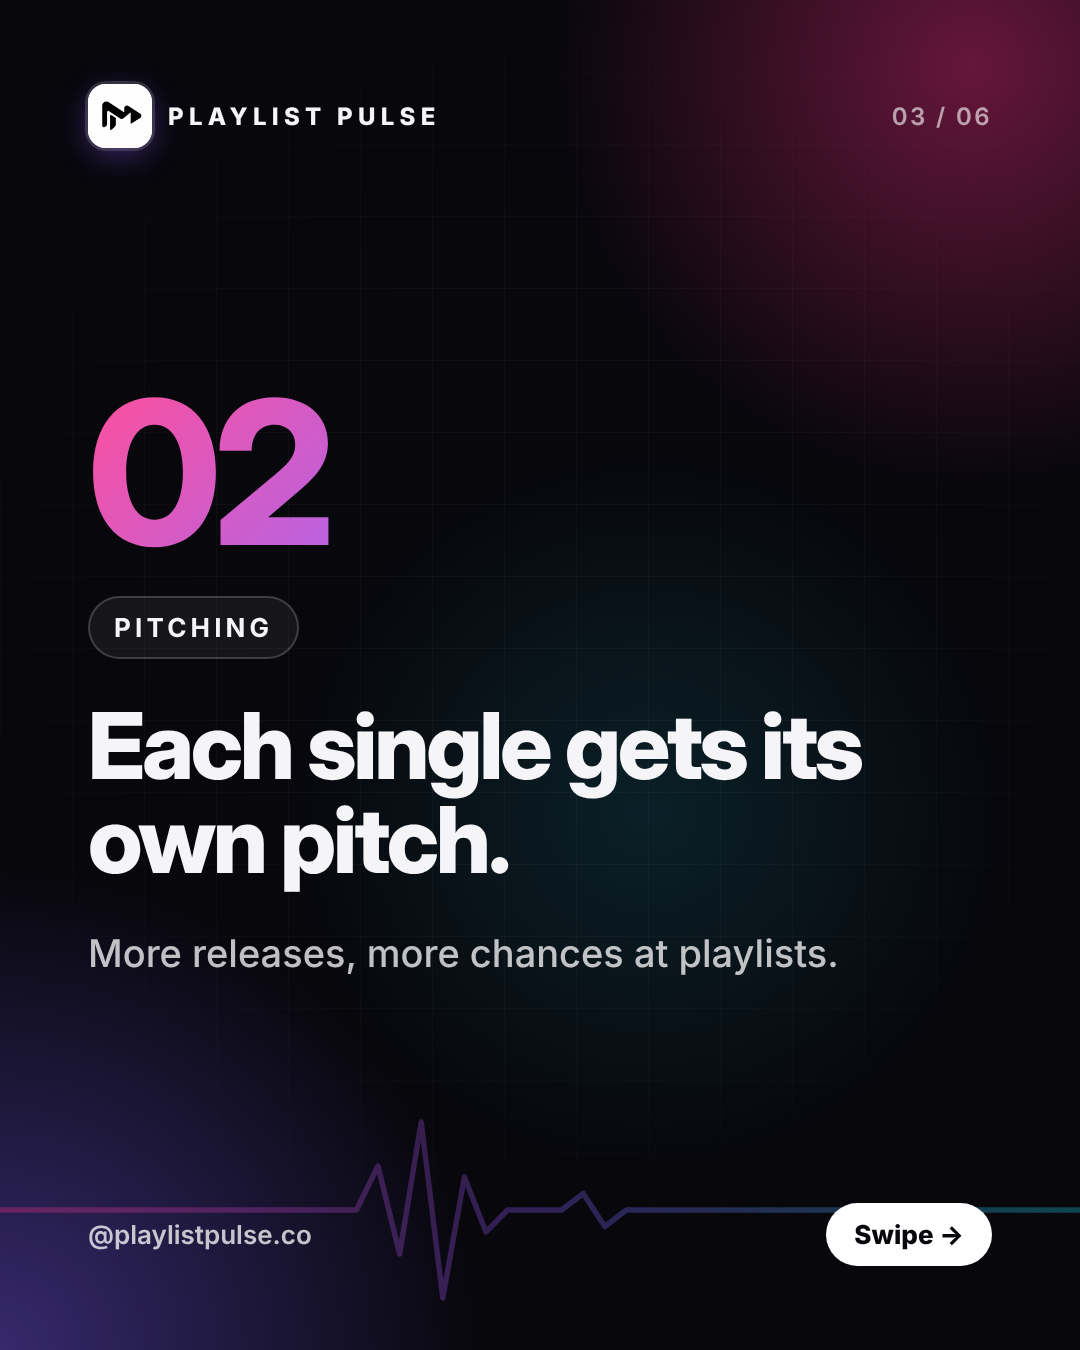 PLAYLIST PULSE
03 / 06
02
PITCHING
Each single gets its
own pitch.
More releases, more chances at playlists.
@playlistpulse.co
Swipe →